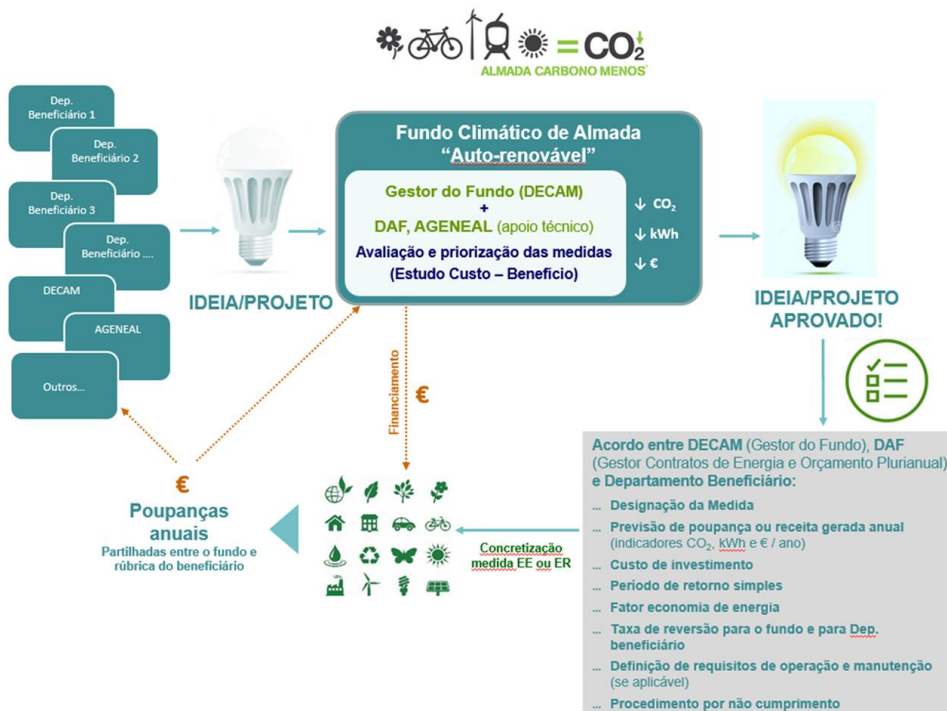 = CO₂
ALMADA CARBONO MENOS
Dep.
Beneficiário 1
Dep.
Beneficiário 2
Dep.
Beneficiário 3
Dep.
Beneficiário ....
DECAM
AGENEAL
Outros...
IDEIA/PROJETO
Fundo Climático de Almada
“Auto-renovável”
Gestor do Fundo (DECAM)
+
DAF, AGENEAL (apoio técnico)
Avaliação e priorização das medidas
(Estudo Custo – Benefício)
↓ CO₂
↓ kWh
↓ €
IDEIA/PROJETO
APROVADO!
Financiamento
€
€
Poupanças
anuais
Partilhadas entre o fundo e
rúbrica do beneficiário
Concretização
medida EE ou ER
Acordo entre DECAM (Gestor do Fundo), DAF
(Gestor Contratos de Energia e Orçamento Plurianual)
e Departamento Beneficiário:
... Designação da Medida
... Previsão de poupança ou receita gerada anual
(indicadores CO₂, kWh e € / ano)
... Custo de investimento
... Período de retorno simples
... Fator economia de energia
... Taxa de reversão para o fundo e para Dep.
beneficiário
... Definição de requisitos de operação e manutenção
(se aplicável)
... Procedimento por não cumprimento